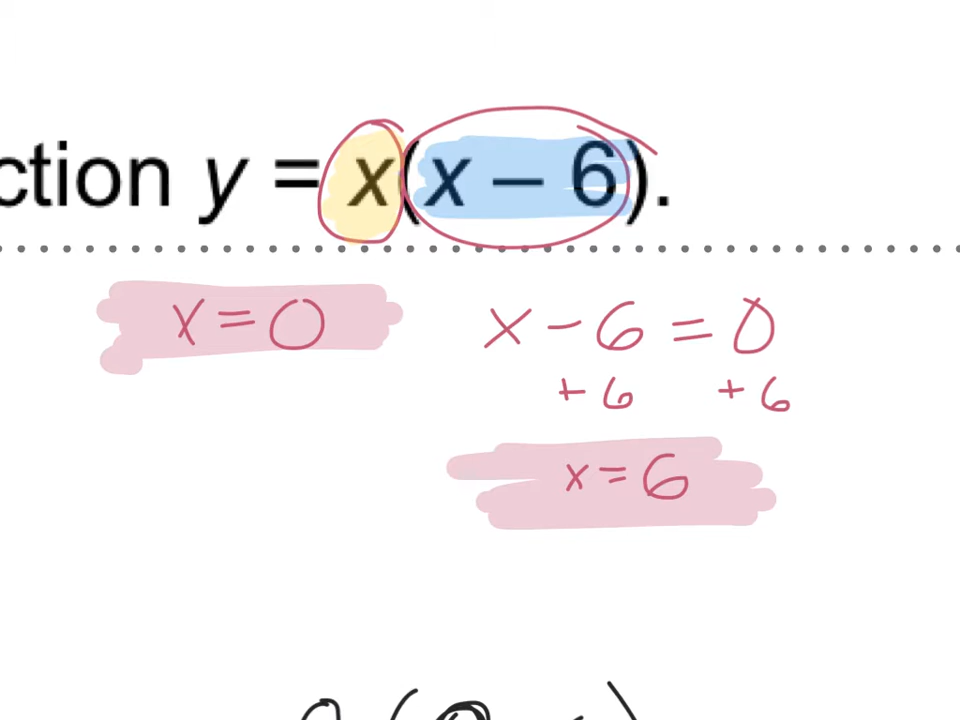 ction y = x(x – 6).
x = 0 x - 6 = 0
+ 6 + 6
x = 6